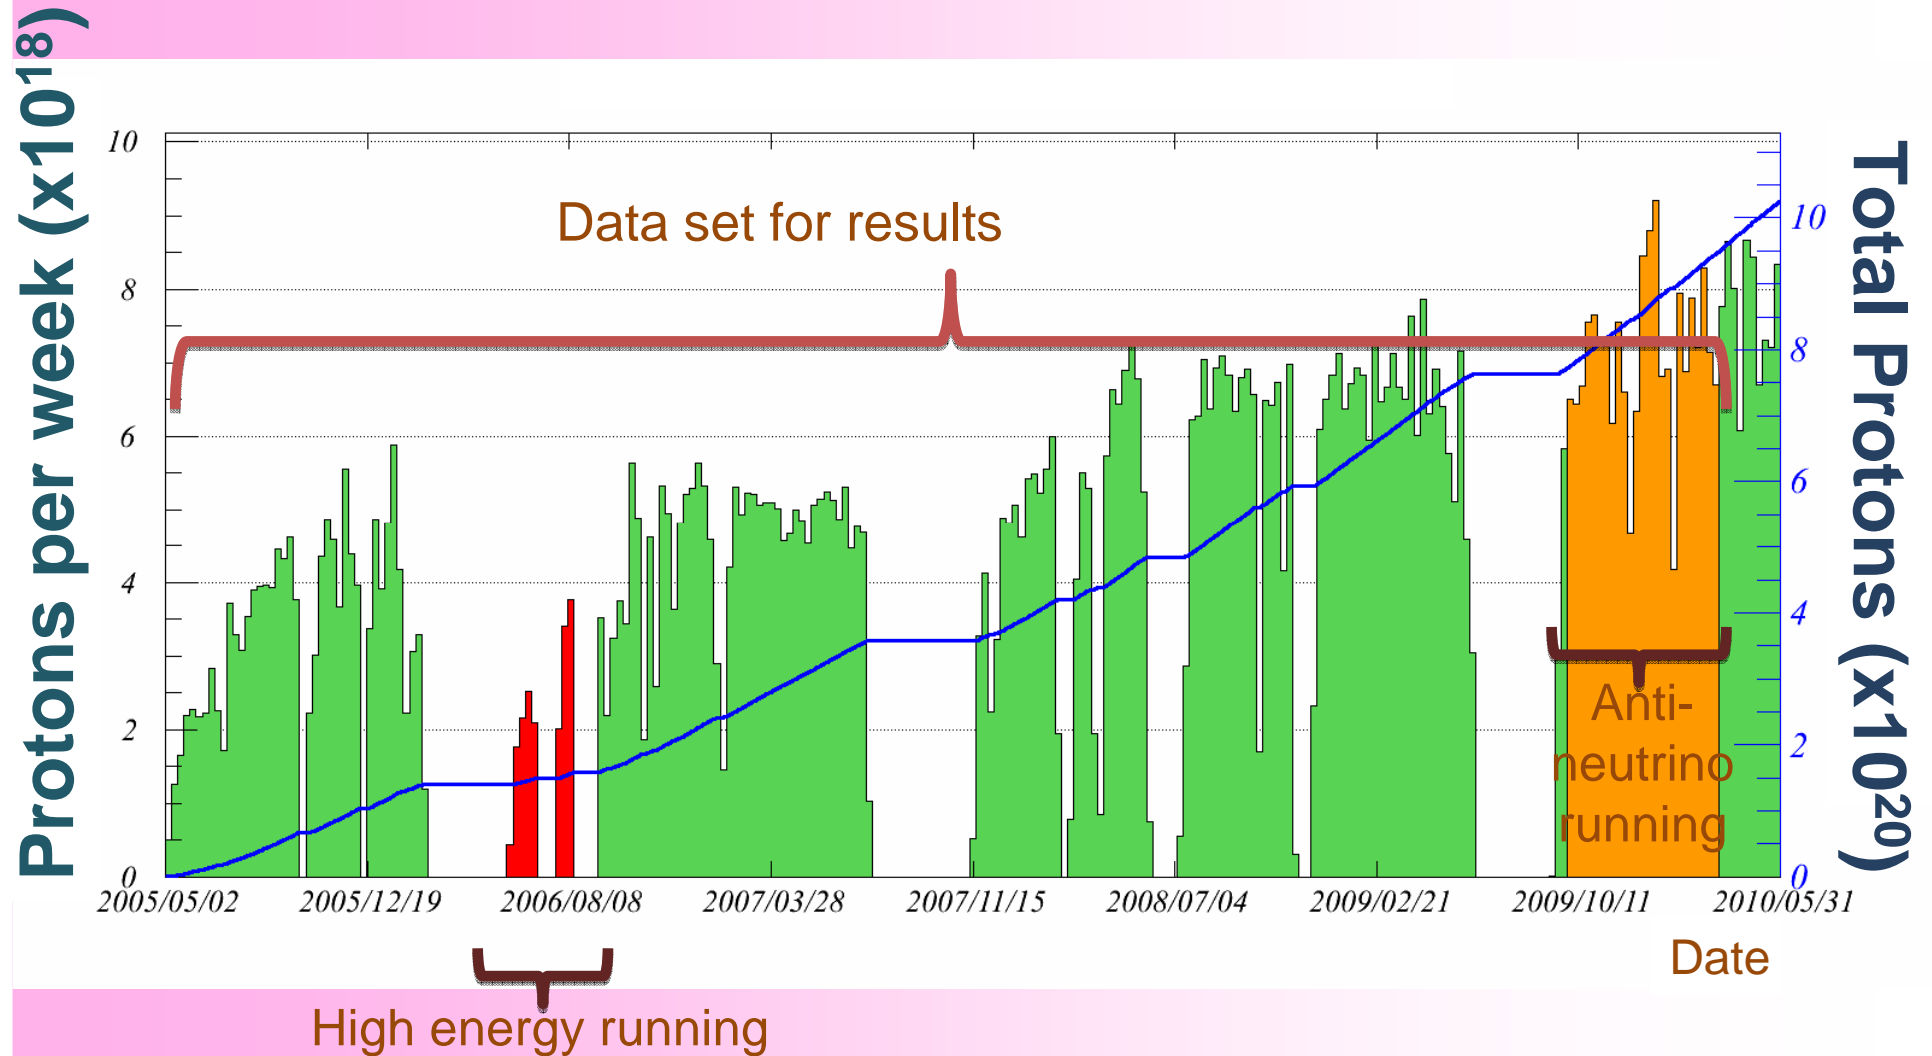 Protons per week (x10¹⁸)
Total Protons (x10²⁰)
Data set for results
10
8
6
4
2
0
10
8
6
4
2
0
Anti-
neutrino
running
2005/05/02 2005/12/19 2006/08/08 2007/03/28 2007/11/15 2008/07/04 2009/02/21 2009/10/11 2010/05/31
Date
High energy running